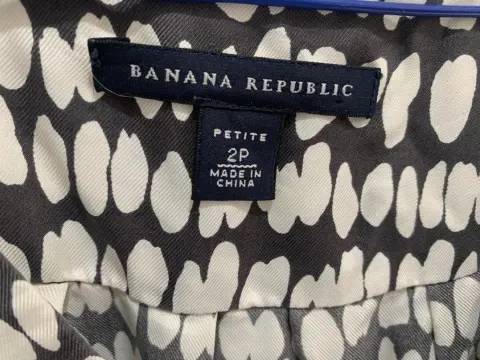 BANANA REPUBLIC
PETITE
2P
MADE IN
CHINA